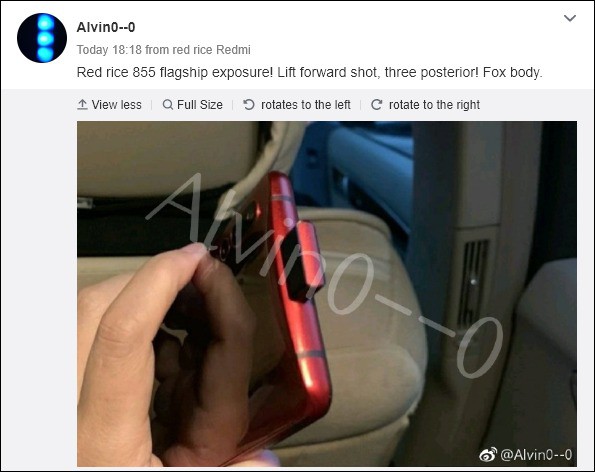 Alvin0--0
Today 18:18 from red rice Redmi
Red rice 855 flagship exposure! Lift forward shot, three posterior! Fox body.
View less Full Size rotates to the left rotate to the right
Alvin0--0
@Alvin0--0